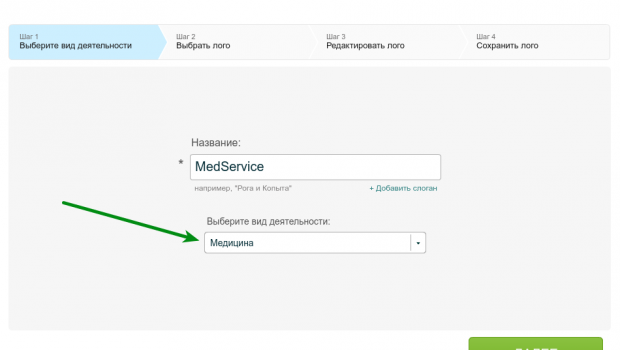 Шаг 1
Выберите вид деятельности
Шаг 2
Выбрать лого
Шаг 3
Редактировать лого
Шаг 4
Сохранить лого
Название:
* MedService
например, "Рога и Копыта"
+ Добавить слоган
Выберите вид деятельности:
Медицина